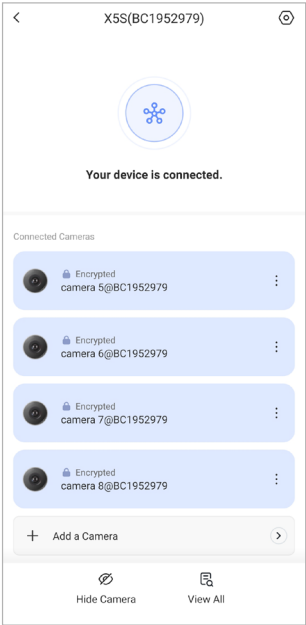 X5S(BC1952979)
Your device is connected.
Connected Cameras
Encrypted
camera 5@BC1952979
Encrypted
camera 6@BC1952979
Encrypted
camera 7@BC1952979
Encrypted
camera 8@BC1952979
Add a Camera
Hide Camera
View All